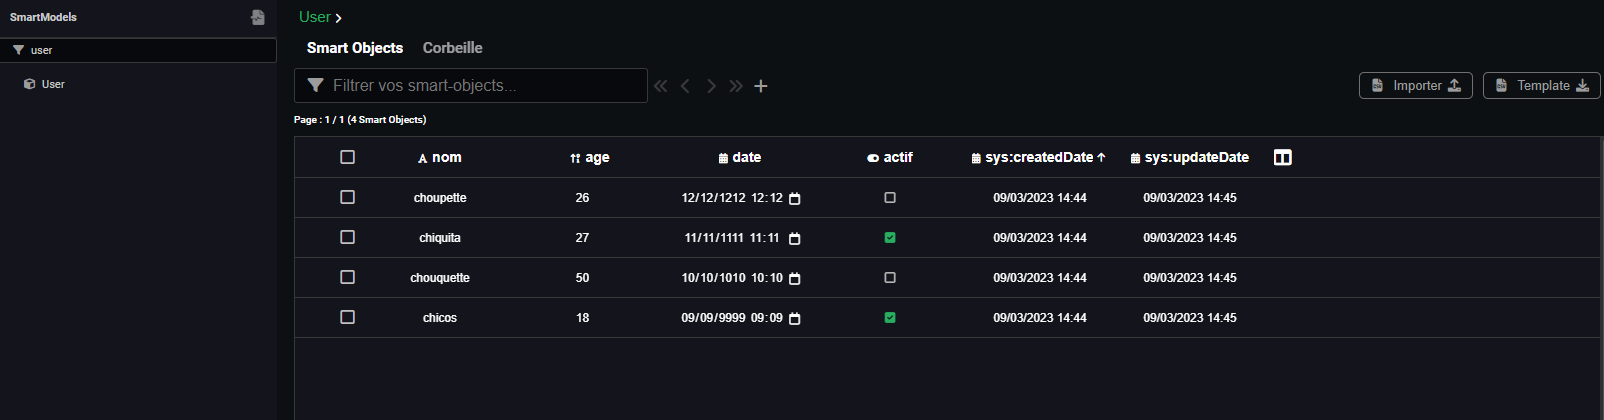 SmartModels
user
User
User
Smart Objects Corbeille
Filtrer vos smart-objects...
Importer Template
Page : 1 / 1 (4 Smart Objects)
nom age date actif sys:createdDate sys:updateDate
choupette 26 12/12/1212 12:12 09/03/2023 14:44 09/03/2023 14:45
chiquita 27 11/11/1111 11:11 09/03/2023 14:44 09/03/2023 14:45
chouquette 50 10/10/1010 10:10 09/03/2023 14:44 09/03/2023 14:45
chicos 18 09/09/9999 09:09 09/03/2023 14:44 09/03/2023 14:45